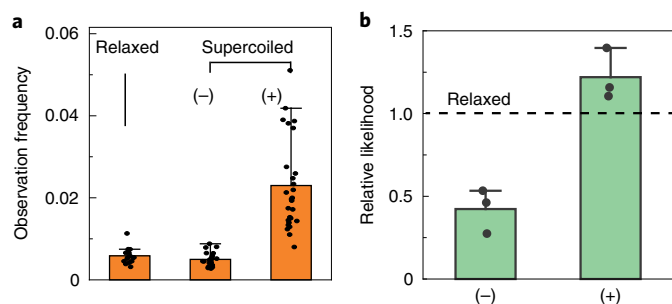 a
Relaxed
Supercoiled
(−)
(+)
Observation frequency
0.06
0.04
0.02
0
b
Relative likelihood
1.5
1.0
0.5
0
Relaxed
(−)
(+)